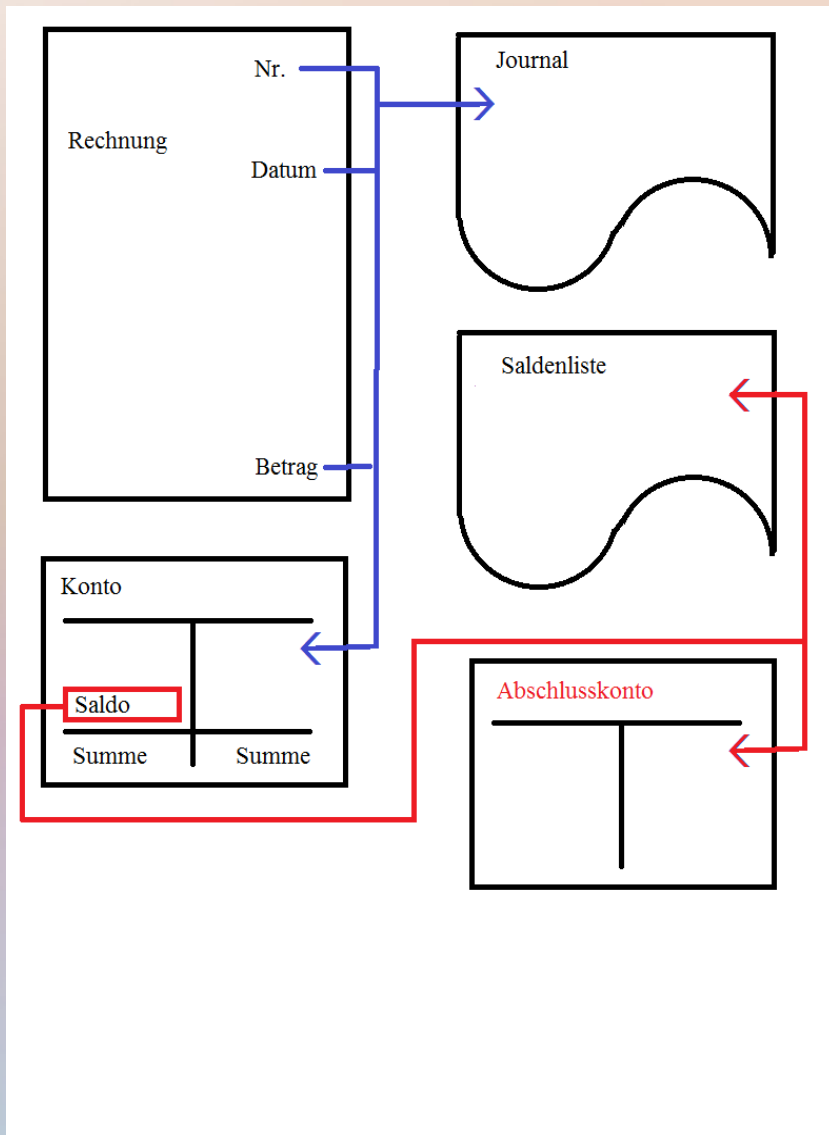 Nr.
Rechnung
Datum
Betrag
Journal
Saldenliste
Konto
Saldo
Summe Summe
Abschlusskonto